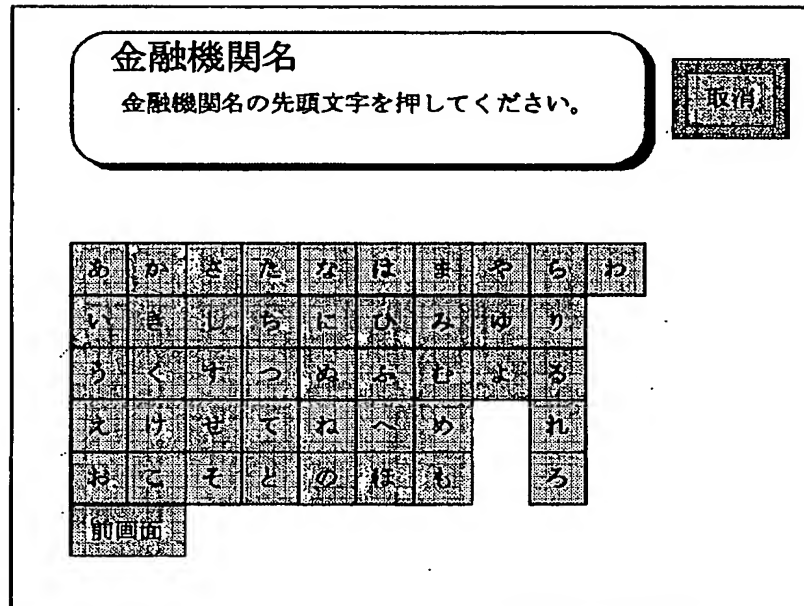 金融機関名
金融機関名の先頭文字を押してください。
取消
あ か さ た な は ま や ら わ
い き し ち に ひ み ゆ り
う く す つ ぬ ふ む よ る
え け せ て ね へ め れ
お こ そ と の ほ も ろ
前画面